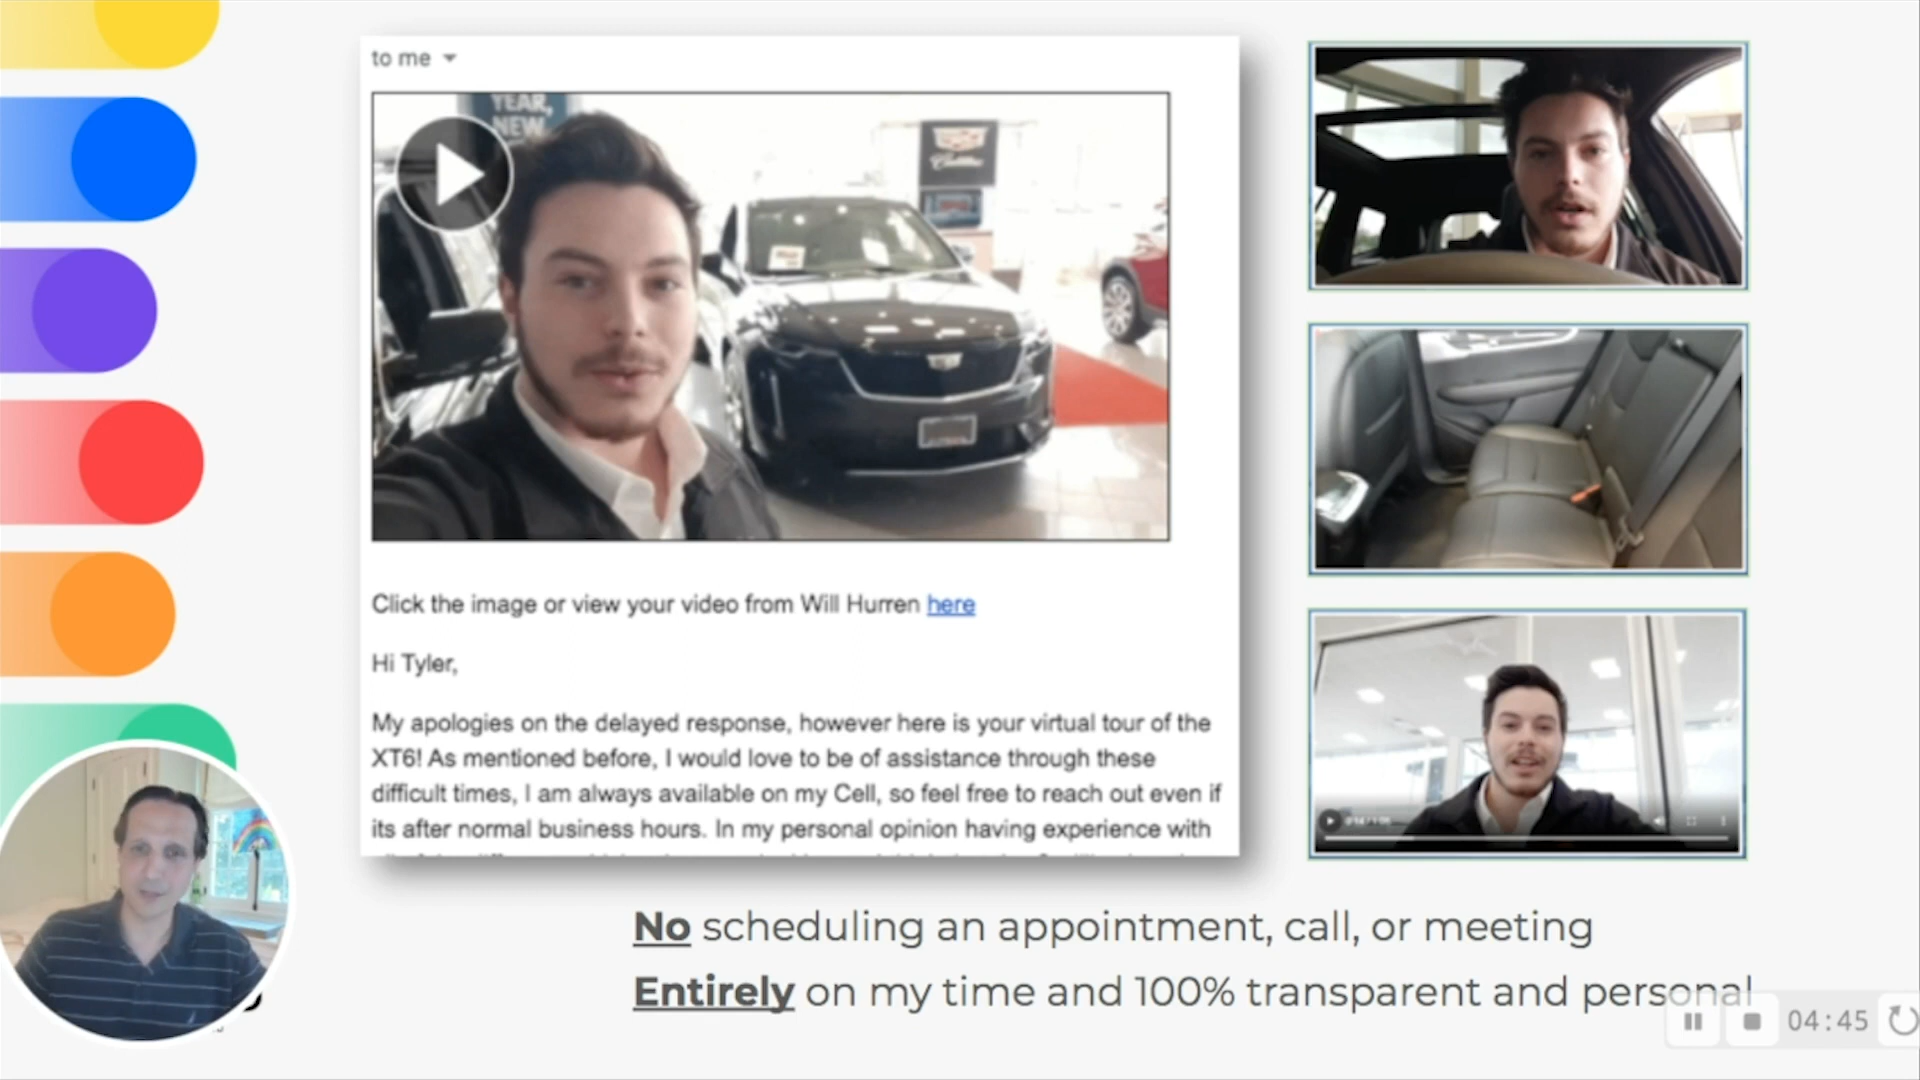 to me
YEAR,
NEW
Cadillac
Click the image or view your video from Will Hurren here
Hi Tyler,
My apologies on the delayed response, however here is your virtual tour of the
XT6! As mentioned before, I would love to be of assistance through these
difficult times, I am always available on my Cell, so feel free to reach out even if
its after normal business hours. In my personal opinion having experience with
No scheduling an appointment, call, or meeting
Entirely on my time and 100% transparent and personal
04:45